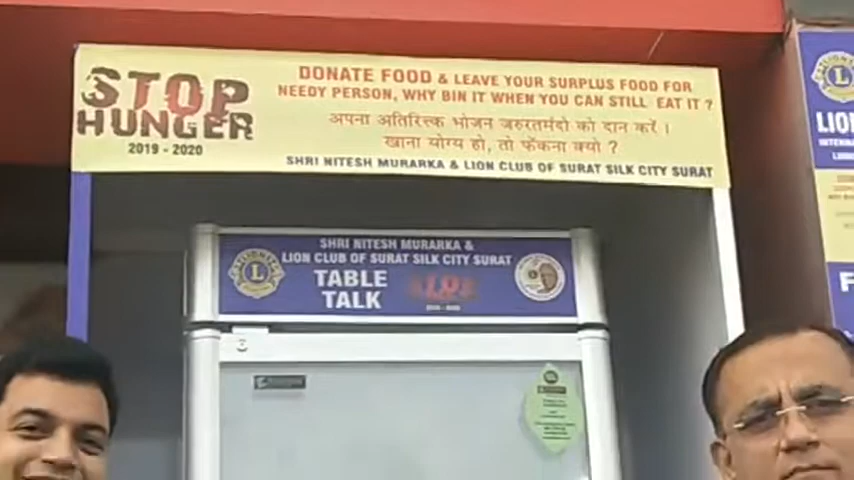 STOP
HUNGER
2019 - 2020
DONATE FOOD & LEAVE YOUR SURPLUS FOOD FOR
NEEDY PERSON, WHY BIN IT WHEN YOU CAN STILL EAT IT ?
अपना अतिरिक्त भोजन जरुरतमंदो को दान करें ।
खाना योग्य हो, तो फेंकना क्यो ?
SHRI NITESH MURARKA & LION CLUB OF SURAT SILK CITY SURAT
SHRI NITESH MURARKA &
LION CLUB OF SURAT SILK CITY SURAT
TABLE
TALK
L
L
LION